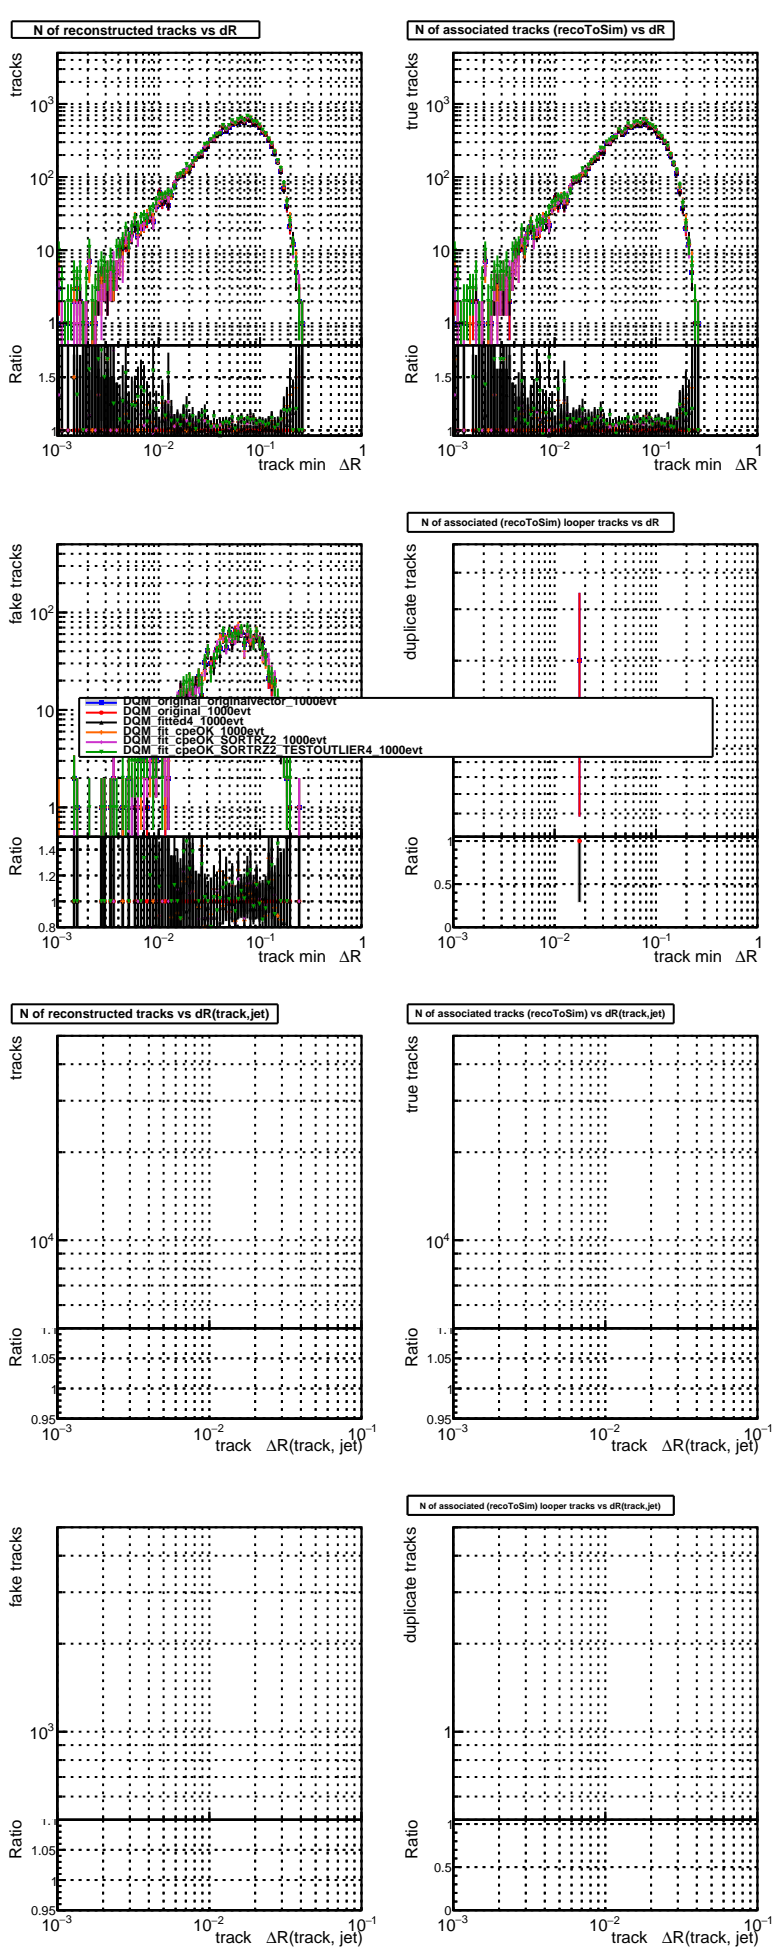 N of reconstructed tracks vs dR
N of associated tracks (recoToSim) vs dR
tracks
10³
10²
10
1
Ratio
1.5
1
10⁻³ 10⁻² 10⁻¹ 1
track min ΔR
true tracks
10³
10²
10
1
Ratio
1.5
1
10⁻³ 10⁻² 10⁻¹ 1
track min ΔR
N of associated (recoToSim) looper tracks vs dR
fake tracks
10²
10
1
Ratio
1.4
1.2
1
0.8
10⁻³ 10⁻² 10⁻¹ 1
track min ΔR
duplicate tracks
Ratio
1
0.5
0
10⁻³ 10⁻² 10⁻¹ 1
track min ΔR
DQM_original_originalvector_1000evt
DQM_original_1000evt
DQM_fitted4_1000evt
DQM_fit_cpeOK_1000evt
DQM_fit_cpeOK_SORTRZ2_1000evt
DQM_fit_cpeOK_SORTRZ2_TESTOUTLIER4_1000evt
N of reconstructed tracks vs dR(track,jet)
N of associated tracks (recoToSim) vs dR(track,jet)
tracks
10⁴
Ratio
1.1
1.05
1
0.95
10⁻³ 10⁻² 10⁻¹
track ΔR(track, jet)
true tracks
10⁴
Ratio
1.1
1.05
1
0.95
10⁻³ 10⁻² 10⁻¹
track ΔR(track, jet)
N of associated (recoToSim) looper tracks vs dR(track,jet)
fake tracks
10³
Ratio
1.1
1.05
1
0.95
10⁻³ 10⁻² 10⁻¹
track ΔR(track, jet)
duplicate tracks
1
Ratio
1
0.5
0
10⁻³ 10⁻² 10⁻¹
track ΔR(track, jet)